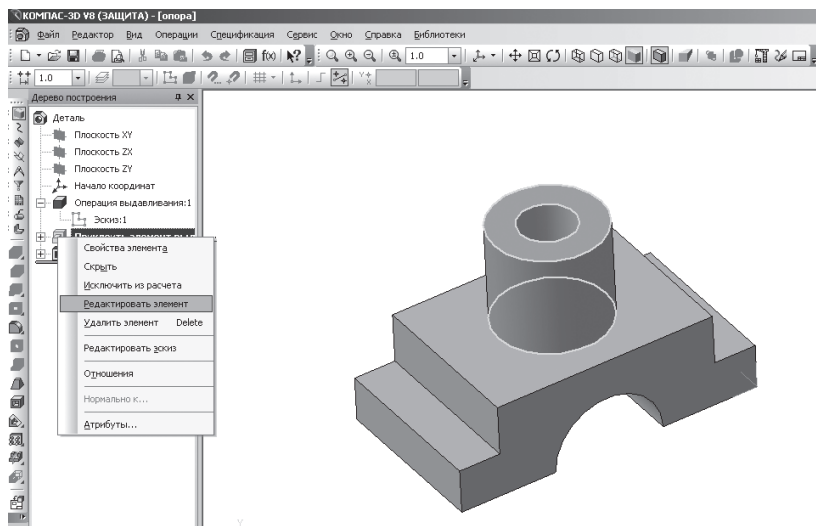 КОМПАС-3D V8 (ЗАЩИТА) - [опора]
Файл Редактор Вид Операции Спецификация Сервис Окно Справка Библиотеки
f(x) 1.0
1.0
Дерево построения
Деталь
Плоскость XY
Плоскость ZX
Плоскость ZY
Начало координат
Операция выдавливания:1
Эскиз:1
Свойства элемента
Скрыть
Исключить из расчета
Редактировать элемент
Удалить элемент Delete
Редактировать эскиз
Отношения
Нормально к...
Атрибуты...
Y